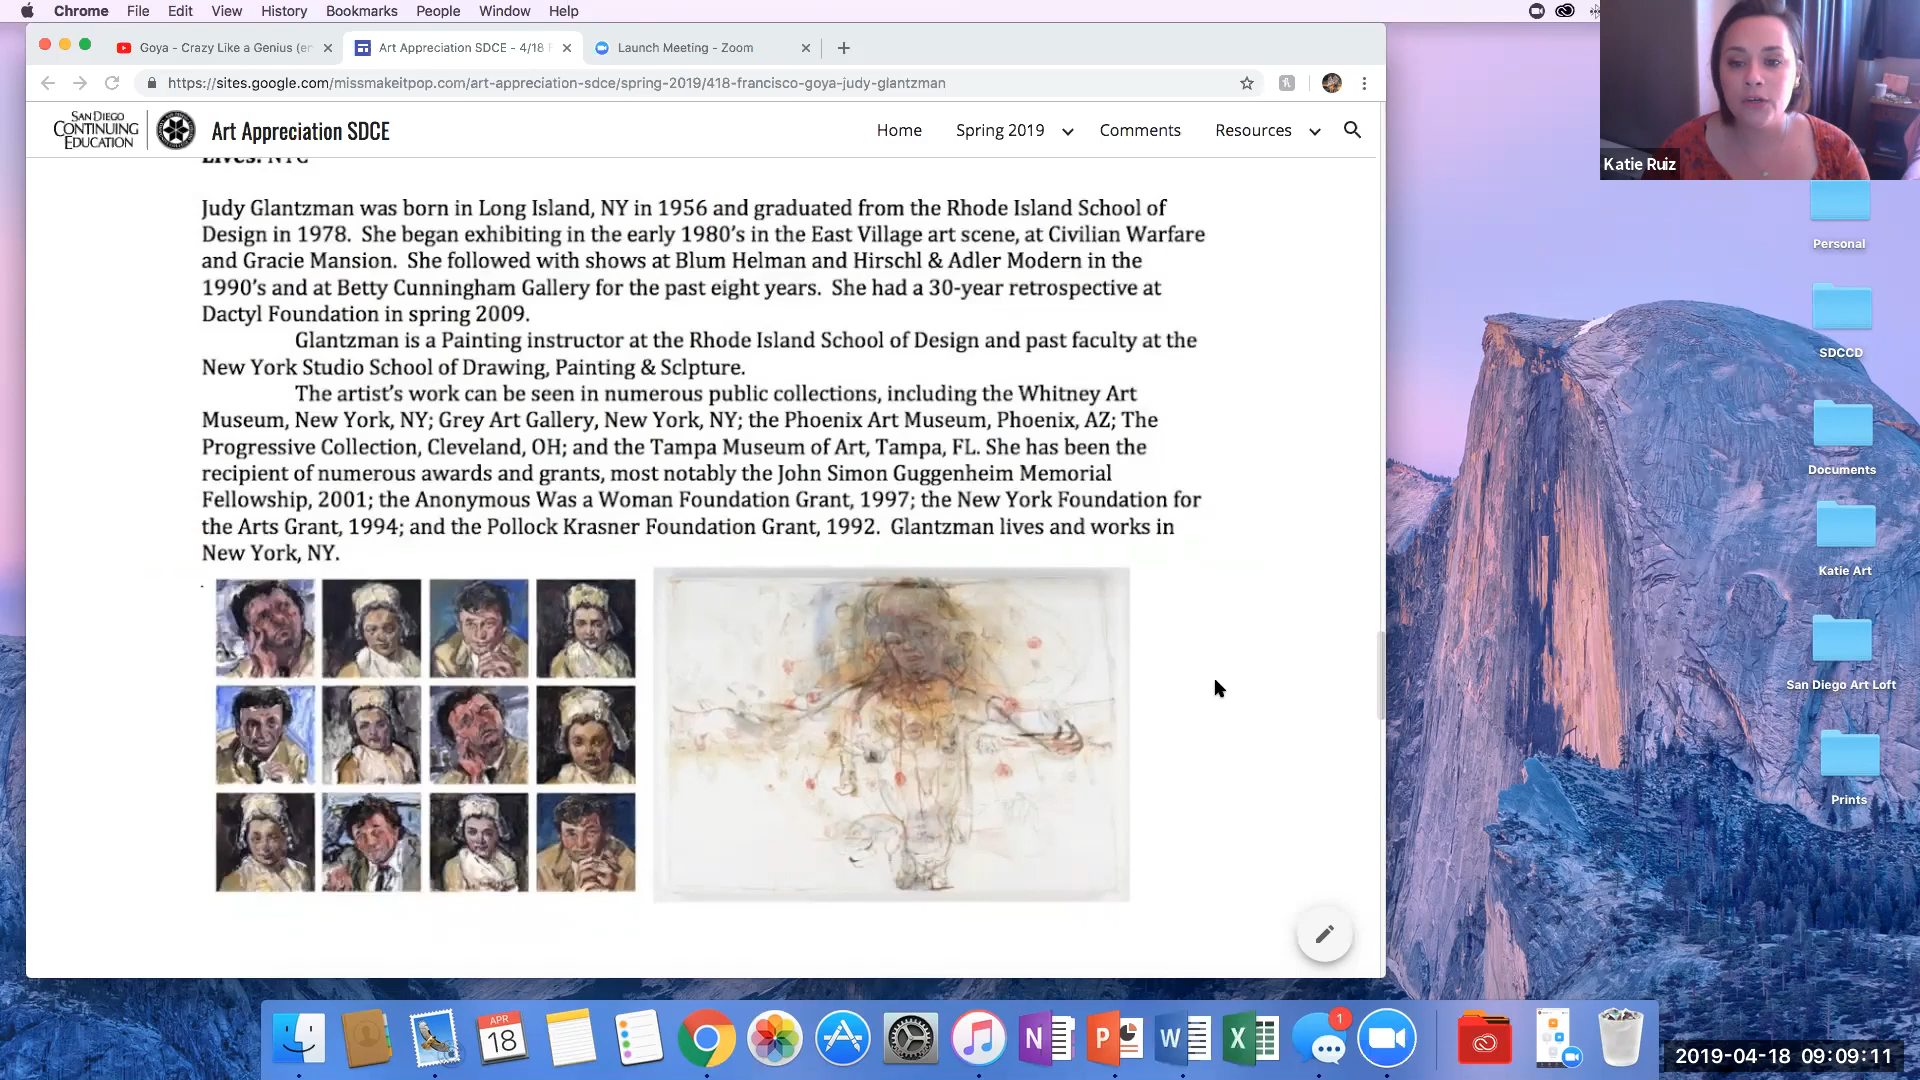 Chrome File Edit View History Bookmarks People Window Help
Goya - Crazy Like a Genius (en
Art Appreciation SDCE - 4/18 F
Launch Meeting - Zoom
https://sites.google.com/missmakeitpop.com/art-appreciation-sdce/spring-2019/418-francisco-goya-judy-glantzman
SAN DIEGO
CONTINUING
EDUCATION
Art Appreciation SDCE
Home Spring 2019 Comments Resources
Lives: NYC
Judy Glantzman was born in Long Island, NY in 1956 and graduated from the Rhode Island School of
Design in 1978. She began exhibiting in the early 1980's in the East Village art scene, at Civilian Warfare
and Gracie Mansion. She followed with shows at Blum Helman and Hirschl & Adler Modern in the
1990's and at Betty Cunningham Gallery for the past eight years. She had a 30-year retrospective at
Dactyl Foundation in spring 2009.
Glantzman is a Painting instructor at the Rhode Island School of Design and past faculty at the
New York Studio School of Drawing, Painting & Sclpture.
The artist's work can be seen in numerous public collections, including the Whitney Art
Museum, New York, NY; Grey Art Gallery, New York, NY; the Phoenix Art Museum, Phoenix, AZ; The
Progressive Collection, Cleveland, OH; and the Tampa Museum of Art, Tampa, FL. She has been the
recipient of numerous awards and grants, most notably the John Simon Guggenheim Memorial
Fellowship, 2001; the Anonymous Was a Woman Foundation Grant, 1997; the New York Foundation for
the Arts Grant, 1994; and the Pollock Krasner Foundation Grant, 1992. Glantzman lives and works in
New York, NY.
Katie Ruiz
Personal
SDCCD
Documents
Katie Art
San Diego Art Loft
Prints
APR
18
N
P
W
X
1
2019-04-18 09:09:11